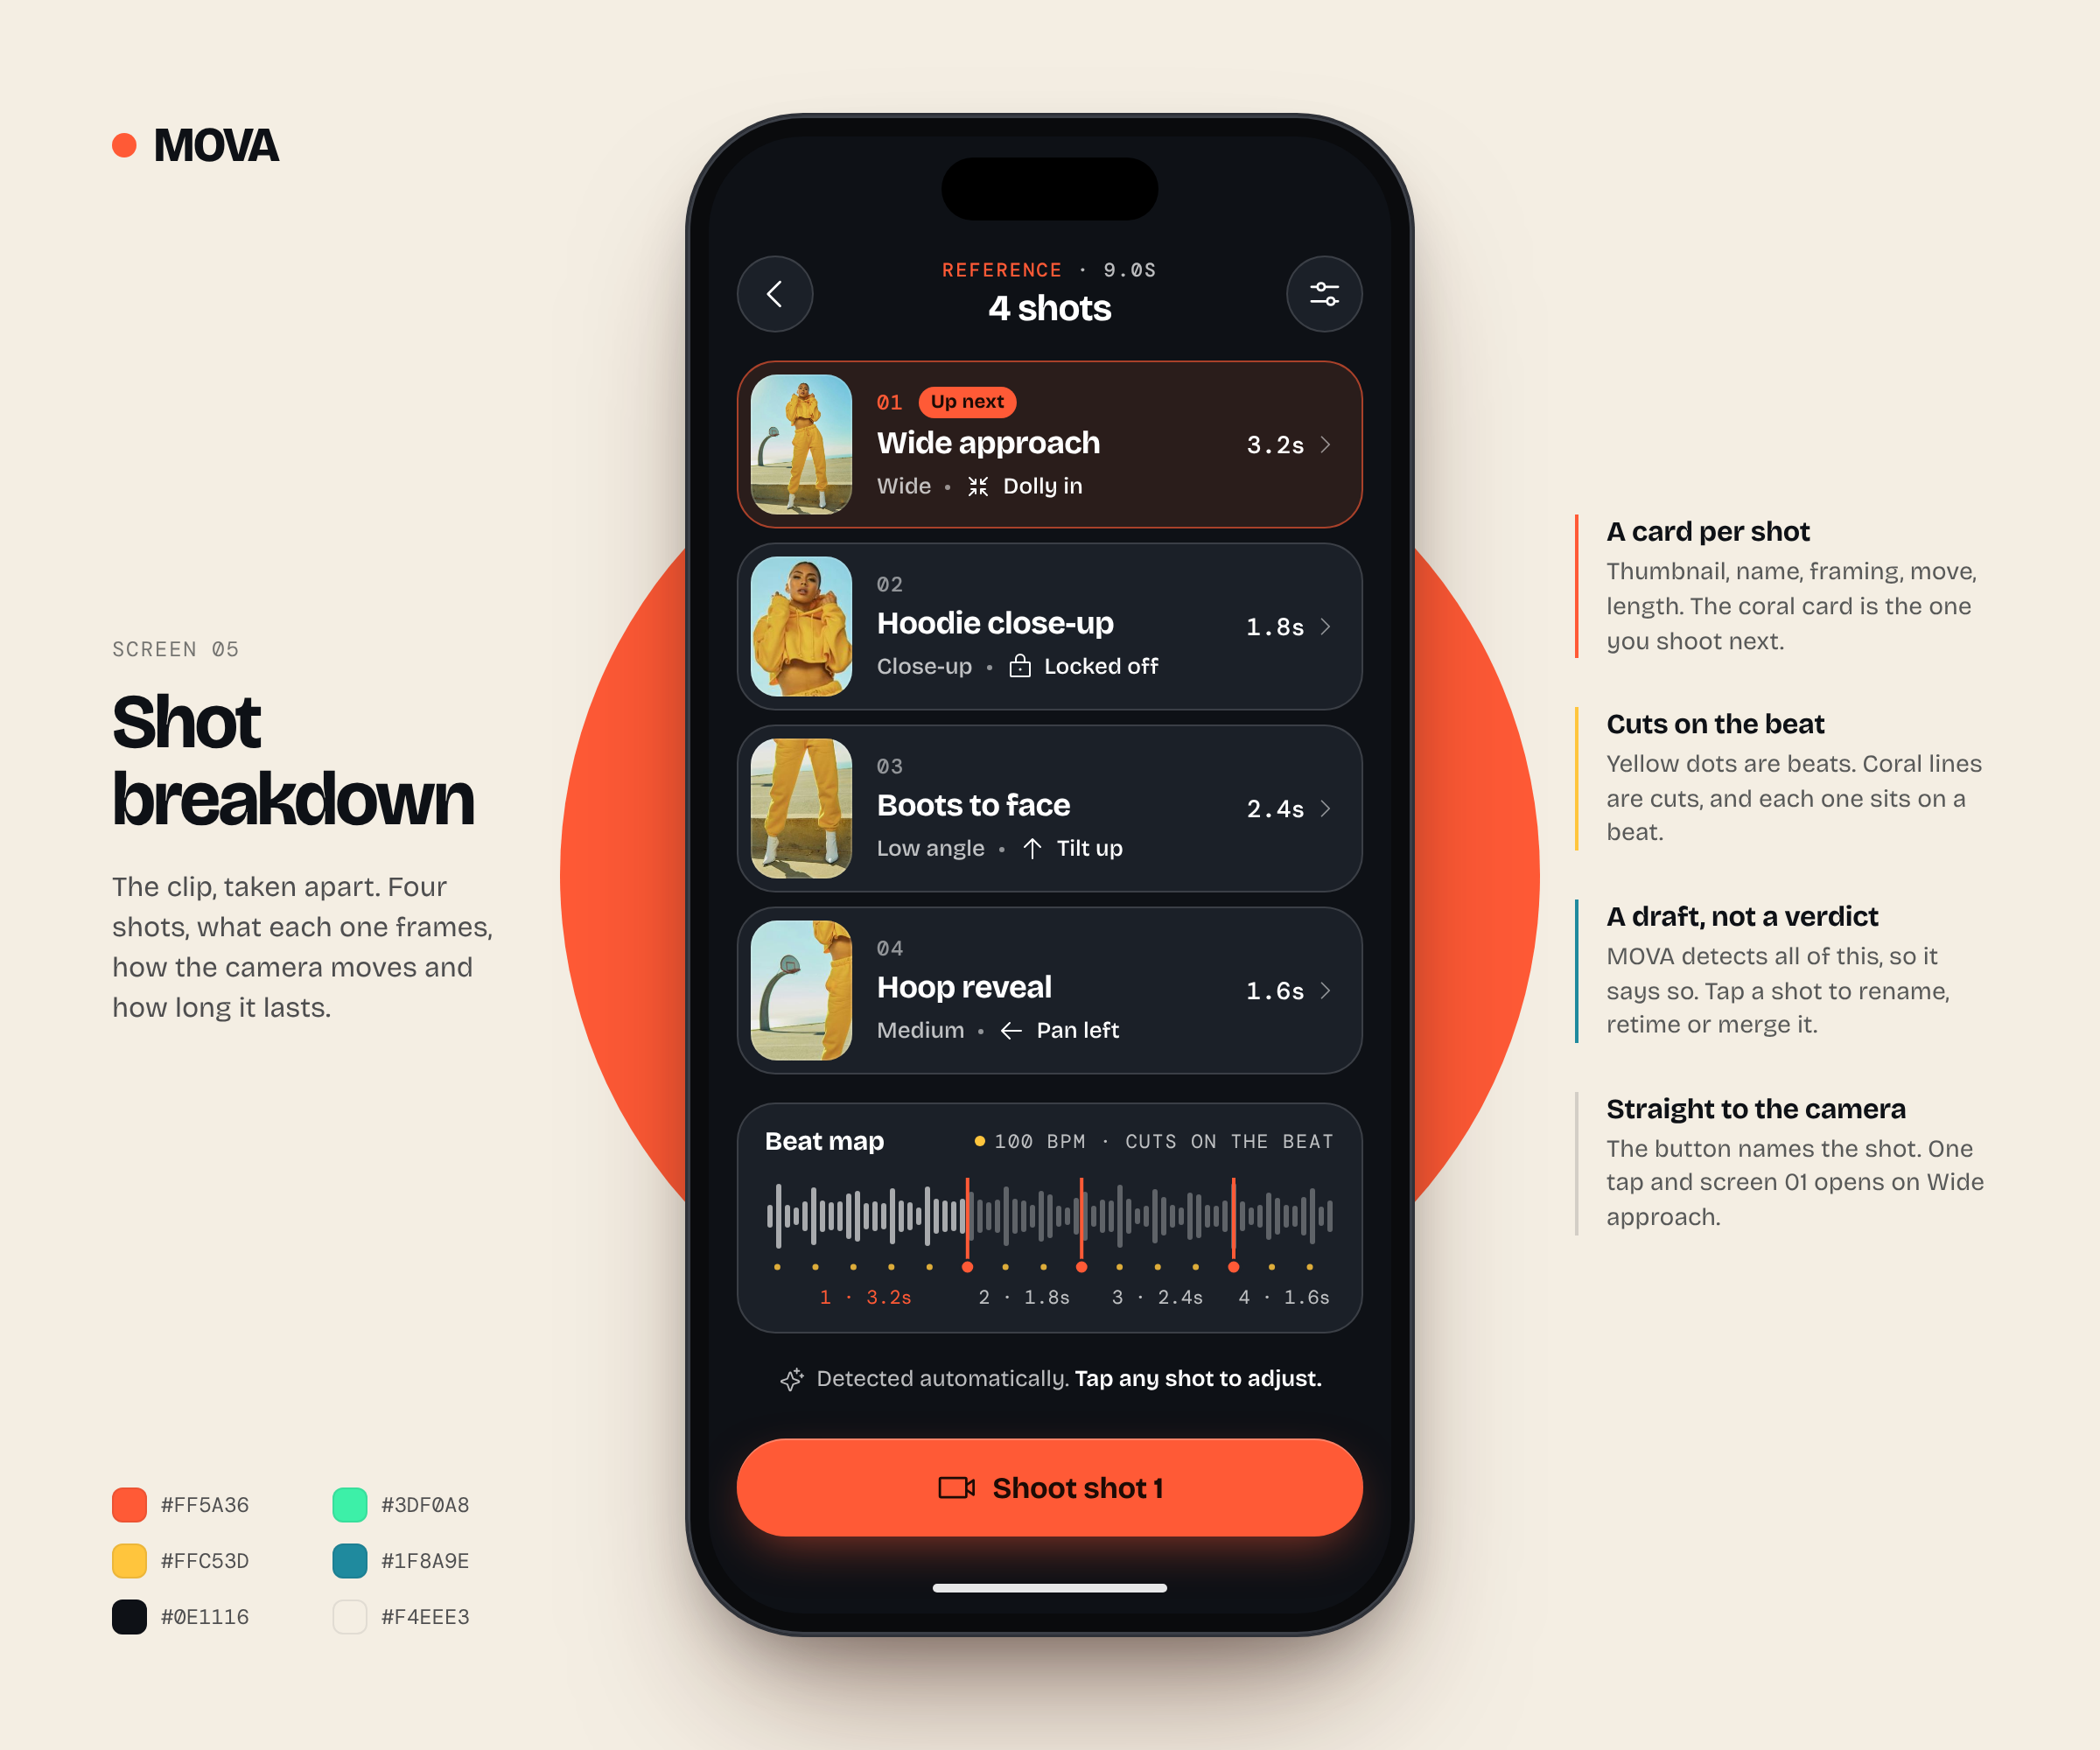 MOVA
SCREEN 05
Shot
breakdown
The clip, taken apart. Four
shots, what each one frames,
how the camera moves and
how long it lasts.
#FF5A36
#3DF0A8
#FFC53D
#1F8A9E
#0E1116
#F4EEE3
REFERENCE · 9.0S
4 shots
01 Up next
Wide approach
3.2s
Wide • Dolly in
02
Hoodie close-up
1.8s
Close-up • Locked off
03
Boots to face
2.4s
Low angle • Tilt up
04
Hoop reveal
1.6s
Medium • Pan left
Beat map
100 BPM · CUTS ON THE BEAT
1 · 3.2s
2 · 1.8s
3 · 2.4s
4 · 1.6s
Detected automatically. Tap any shot to adjust.
Shoot shot 1
A card per shot
Thumbnail, name, framing, move,
length. The coral card is the one
you shoot next.
Cuts on the beat
Yellow dots are beats. Coral lines
are cuts, and each one sits on a
beat.
A draft, not a verdict
MOVA detects all of this, so it
says so. Tap a shot to rename,
retime or merge it.
Straight to the camera
The button names the shot. One
tap and screen 01 opens on Wide
approach.